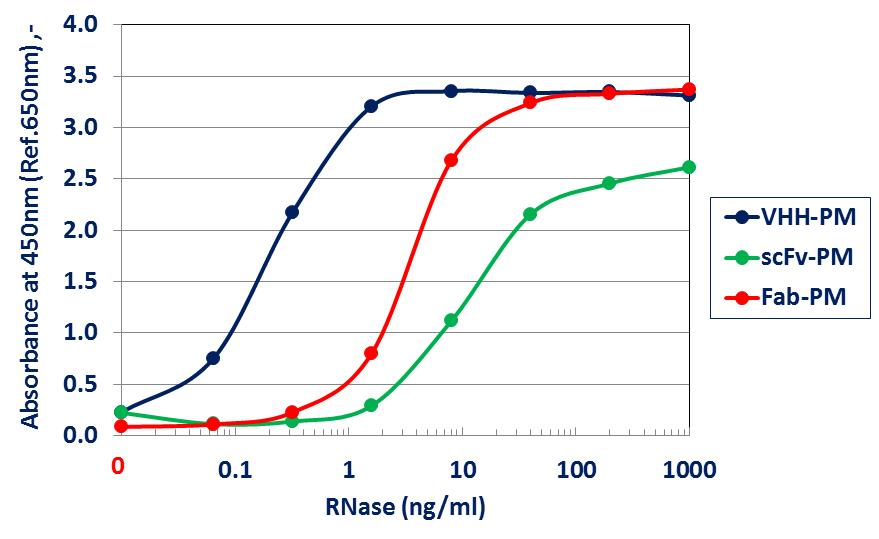 Absorbance at 450nm (Ref.650nm) ,-
4.0
3.5
3.0
2.5
2.0
1.5
1.0
0.5
0.0
0 0.1 1 10 100 1000
RNase (ng/ml)
VHH-PM
scFv-PM
Fab-PM